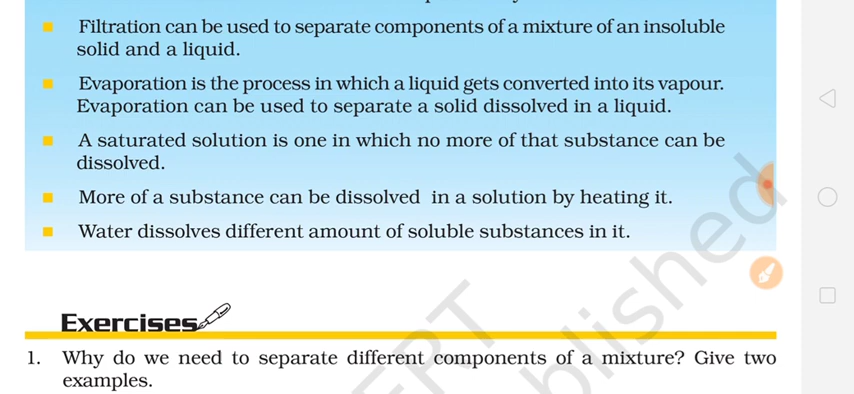 Filtration can be used to separate components of a mixture of an insoluble
solid and a liquid.
Evaporation is the process in which a liquid gets converted into its vapour.
Evaporation can be used to separate a solid dissolved in a liquid.
A saturated solution is one in which no more of that substance can be
dissolved.
More of a substance can be dissolved in a solution by heating it.
Water dissolves different amount of soluble substances in it.
Exercises
1. Why do we need to separate different components of a mixture? Give two
examples.